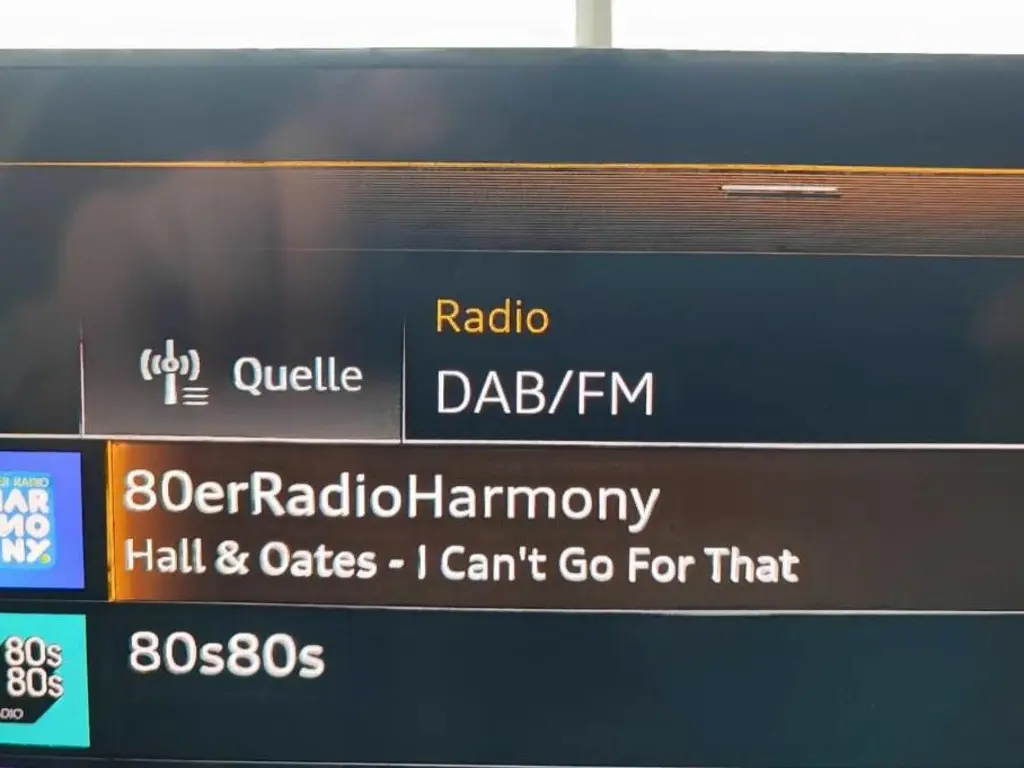 Radio
Quelle
DAB/FM
80erRadioHarmony
Hall & Oates - I Can't Go For That
80s80s
80s
80s